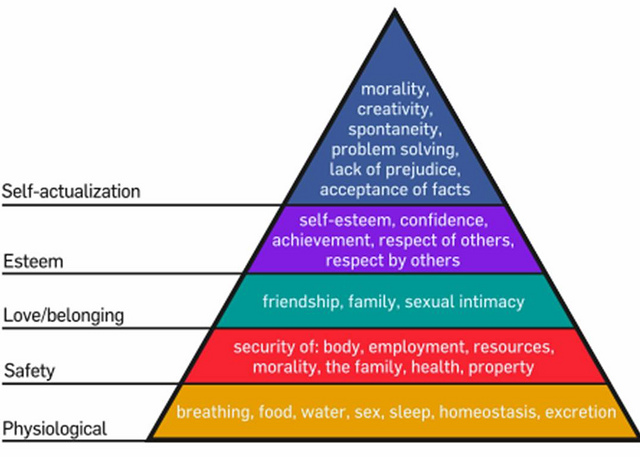 morality,
creativity,
spontaneity,
problem solving,
lack of prejudice,
acceptance of facts
Self-actualization
self-esteem, confidence,
achievement, respect of others,
respect by others
Esteem
friendship, family, sexual intimacy
Love/belonging
security of: body, employment, resources,
morality, the family, health, property
Safety
breathing, food, water, sex, sleep, homeostasis, excretion
Physiological